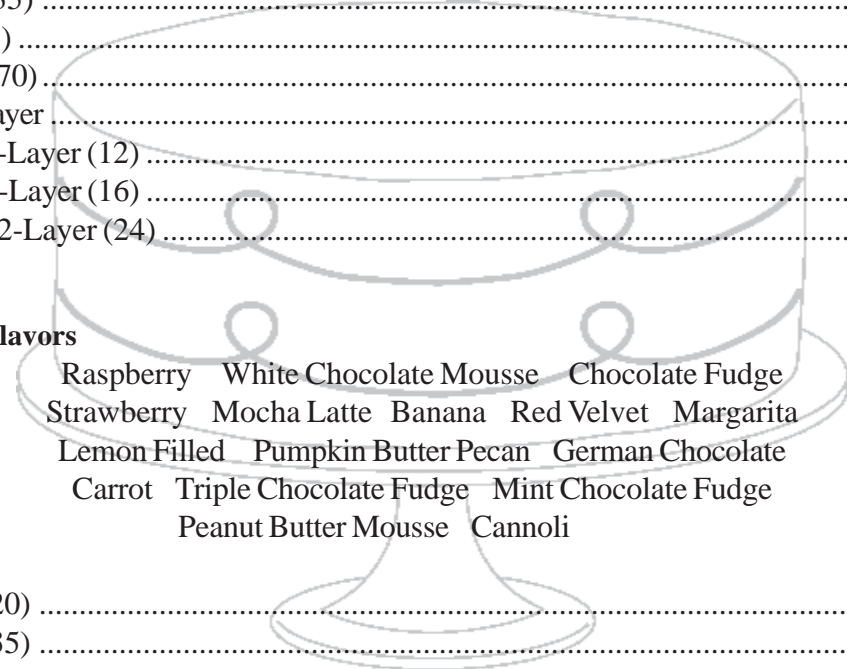 35) ..........
) ..........
70) ..........
ayer ..........
-Layer (12) ..........
-Layer (16) ..........
2-Layer (24) ..........
lavors
Raspberry White Chocolate Mousse Chocolate Fudge
Strawberry Mocha Latte Banana Red Velvet Margarita
Lemon Filled Pumpkin Butter Pecan German Chocolate
Carrot Triple Chocolate Fudge Mint Chocolate Fudge
Peanut Butter Mousse Cannoli
20) ..........
35) ..........